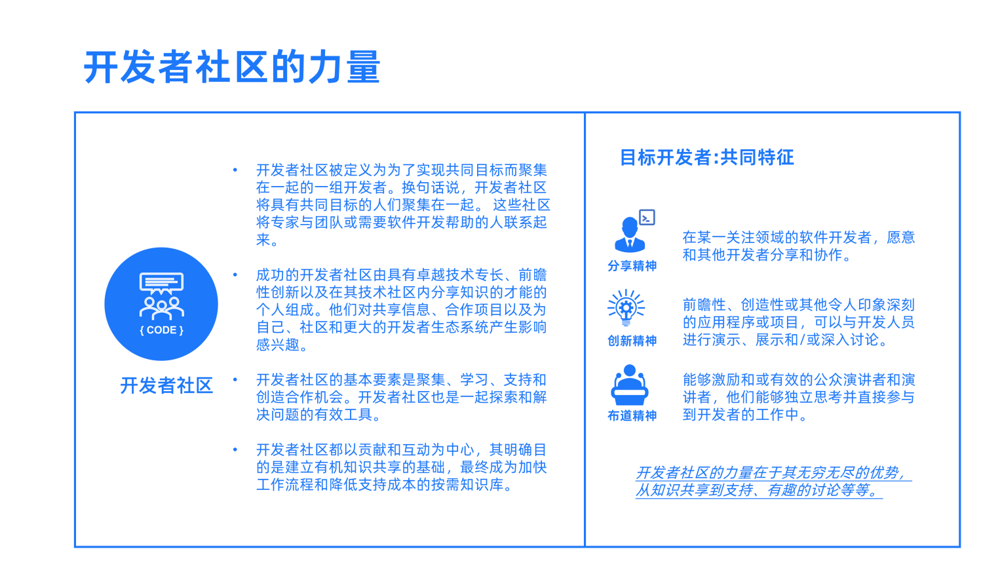 开发者社区的力量
{ CODE }
开发者社区
• 开发者社区被定义为为了实现共同目标而聚集
在一起的一组开发者。换句话说，开发者社区
将具有共同目标的人们聚集在一起。 这些社区
将专家与团队或需要软件开发帮助的人联系起
来。
• 成功的开发者社区由具有卓越技术专长、前瞻
性创新以及在其技术社区内分享知识的才能的
个人组成。他们对共享信息、合作项目以及为
自己、社区和更大的开发者生态系统产生影响
感兴趣。
• 开发者社区的基本要素是聚集、学习、支持和
创造合作机会。开发者社区也是一起探索和解
决问题的有效工具。
• 开发者社区都以贡献和互动为中心，其明确目
的是建立有机知识共享的基础，最终成为加快
工作流程和降低支持成本的按需知识库。
目标开发者:共同特征
分享精神
在某一关注领域的软件开发者，愿意
和其他开发者分享和协作。
创新精神
前瞻性、创造性或其他令人印象深刻
的应用程序或项目，可以与开发人员
进行演示、展示和/或深入讨论。
布道精神
能够激励和或有效的公众演讲者和演
讲者，他们能够独立思考并直接参与
到开发者的工作中。
开发者社区的力量在于其无穷无尽的优势，
从知识共享到支持、有趣的讨论等等。